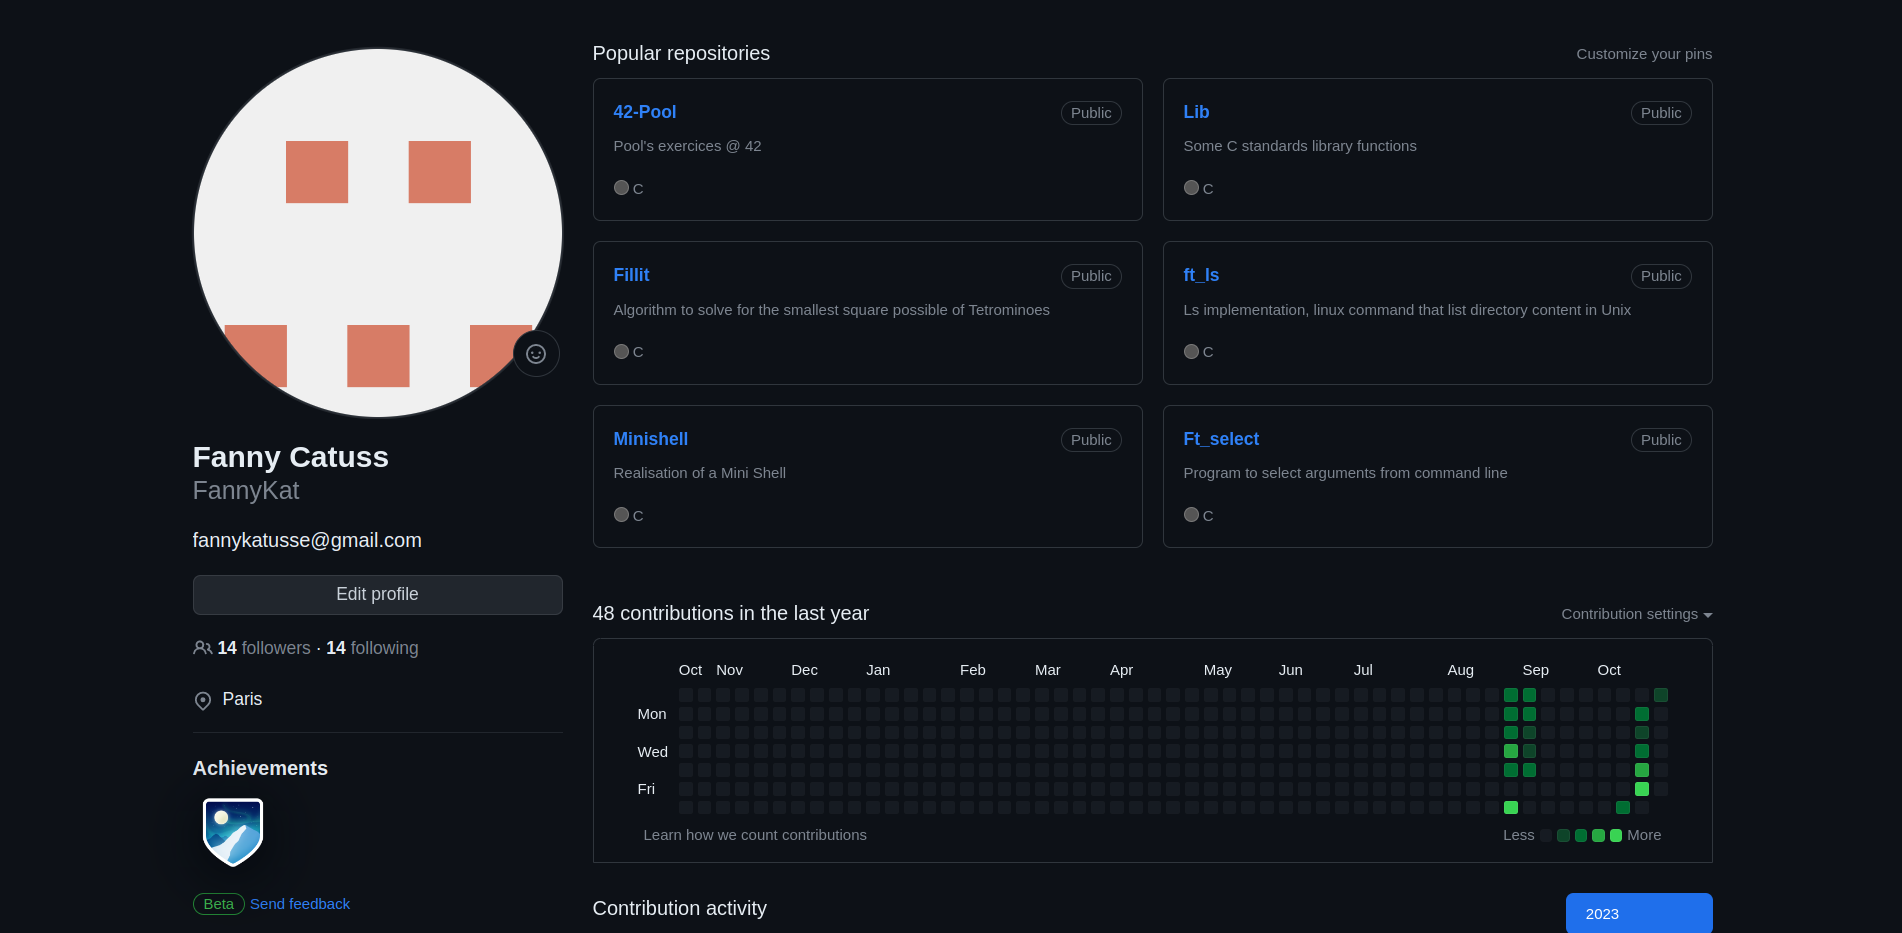 Fanny Catuss
FannyKat
fannykatusse@gmail.com
Edit profile
14 followers · 14 following
Paris
Achievements
Beta Send feedback
Popular repositories
Customize your pins
42-Pool
Public
Pool's exercices @ 42
C
Lib
Public
Some C standards library functions
C
Fillit
Public
Algorithm to solve for the smallest square possible of Tetrominoes
C
ft_ls
Public
Ls implementation, linux command that list directory content in Unix
C
Minishell
Public
Realisation of a Mini Shell
C
Ft_select
Public
Program to select arguments from command line
C
48 contributions in the last year
Contribution settings
Oct Nov Dec Jan Feb Mar Apr May Jun Jul Aug Sep Oct
Mon
Wed
Fri
Learn how we count contributions
Less More
Contribution activity
2023